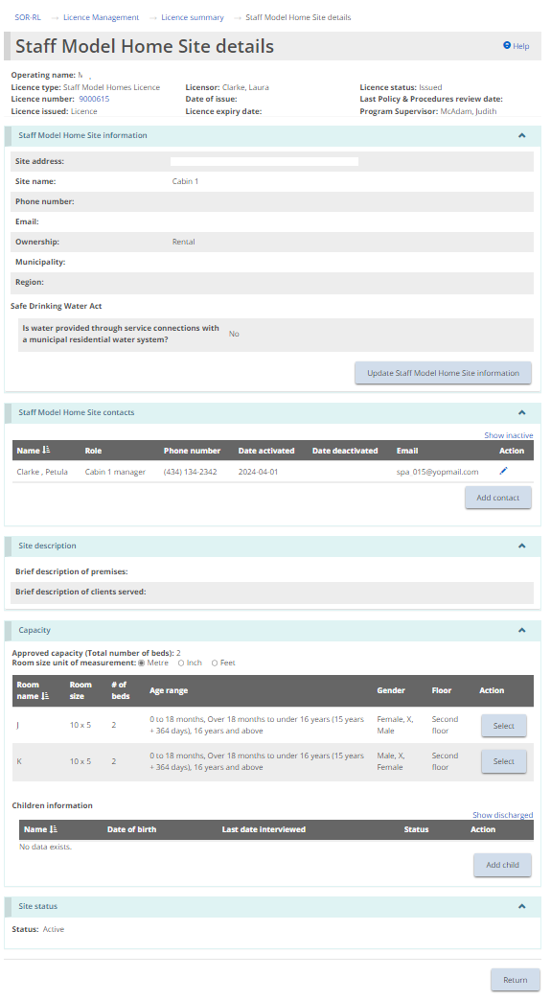 SOR-RL → Licence Management → Licence summary → Staff Model Home Site details
Staff Model Home Site details
Help
Operating name:
Licence type: Staff Model Homes Licence Licensor: Clarke, Laura Licence status: Issued
Licence number: 9000615 Date of issue: Last Policy & Procedures review date:
Licence issued: Licence Licence expiry date: Program Supervisor: McAdam, Judith
Staff Model Home Site information
Site address:
Site name: Cabin 1
Phone number:
Email:
Ownership: Rental
Municipality:
Region:
Safe Drinking Water Act
Is water provided through service connections with
a municipal residential water system? No
Update Staff Model Home Site information
Staff Model Home Site contacts
Show inactive
Name Role Phone number Date activated Date deactivated Email Action
Clarke , Petula Cabin 1 manager (434) 134-2342 2024-04-01 spa_015@yopmail.com
Add contact
Site description
Brief description of premises:
Brief description of clients served:
Capacity
Approved capacity (Total number of beds): 2
Room size unit of measurement: Metre Inch Feet
Room name Room size # of beds Age range Gender Floor Action
J 10 x 5 2 0 to 18 months, Over 18 months to under 16 years (15 years + 364 days), 16 years and above Female, X, Male Second floor Select
K 10 x 5 2 0 to 18 months, Over 18 months to under 16 years (15 years + 364 days), 16 years and above Male, X, Female Second floor Select
Children information
Show discharged
Name Date of birth Last date interviewed Status Action
No data exists.
Add child
Site status
Status: Active
Return